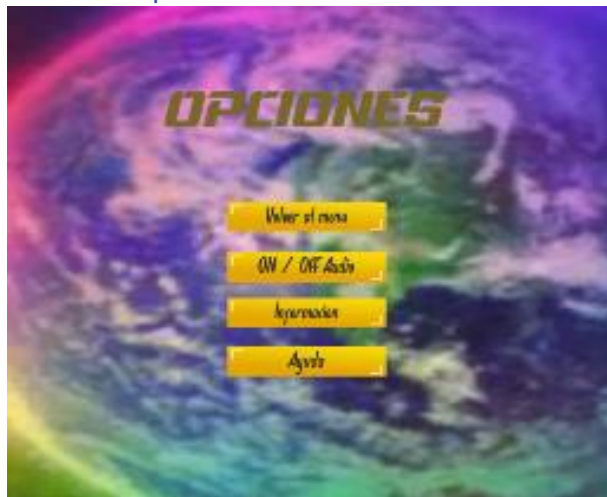 OPCIONES
Volver al menu
ON / OFF Audio
Informacion
Ayuda